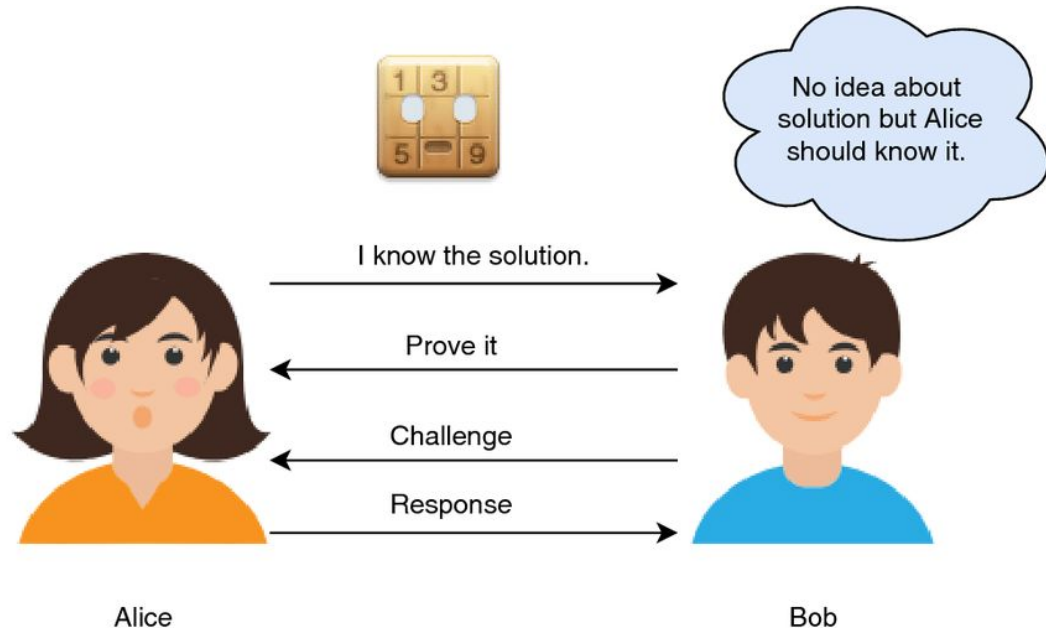 1 3
5 9
No idea about
solution but Alice
should know it.
I know the solution.
Prove it
Challenge
Response
Alice
Bob